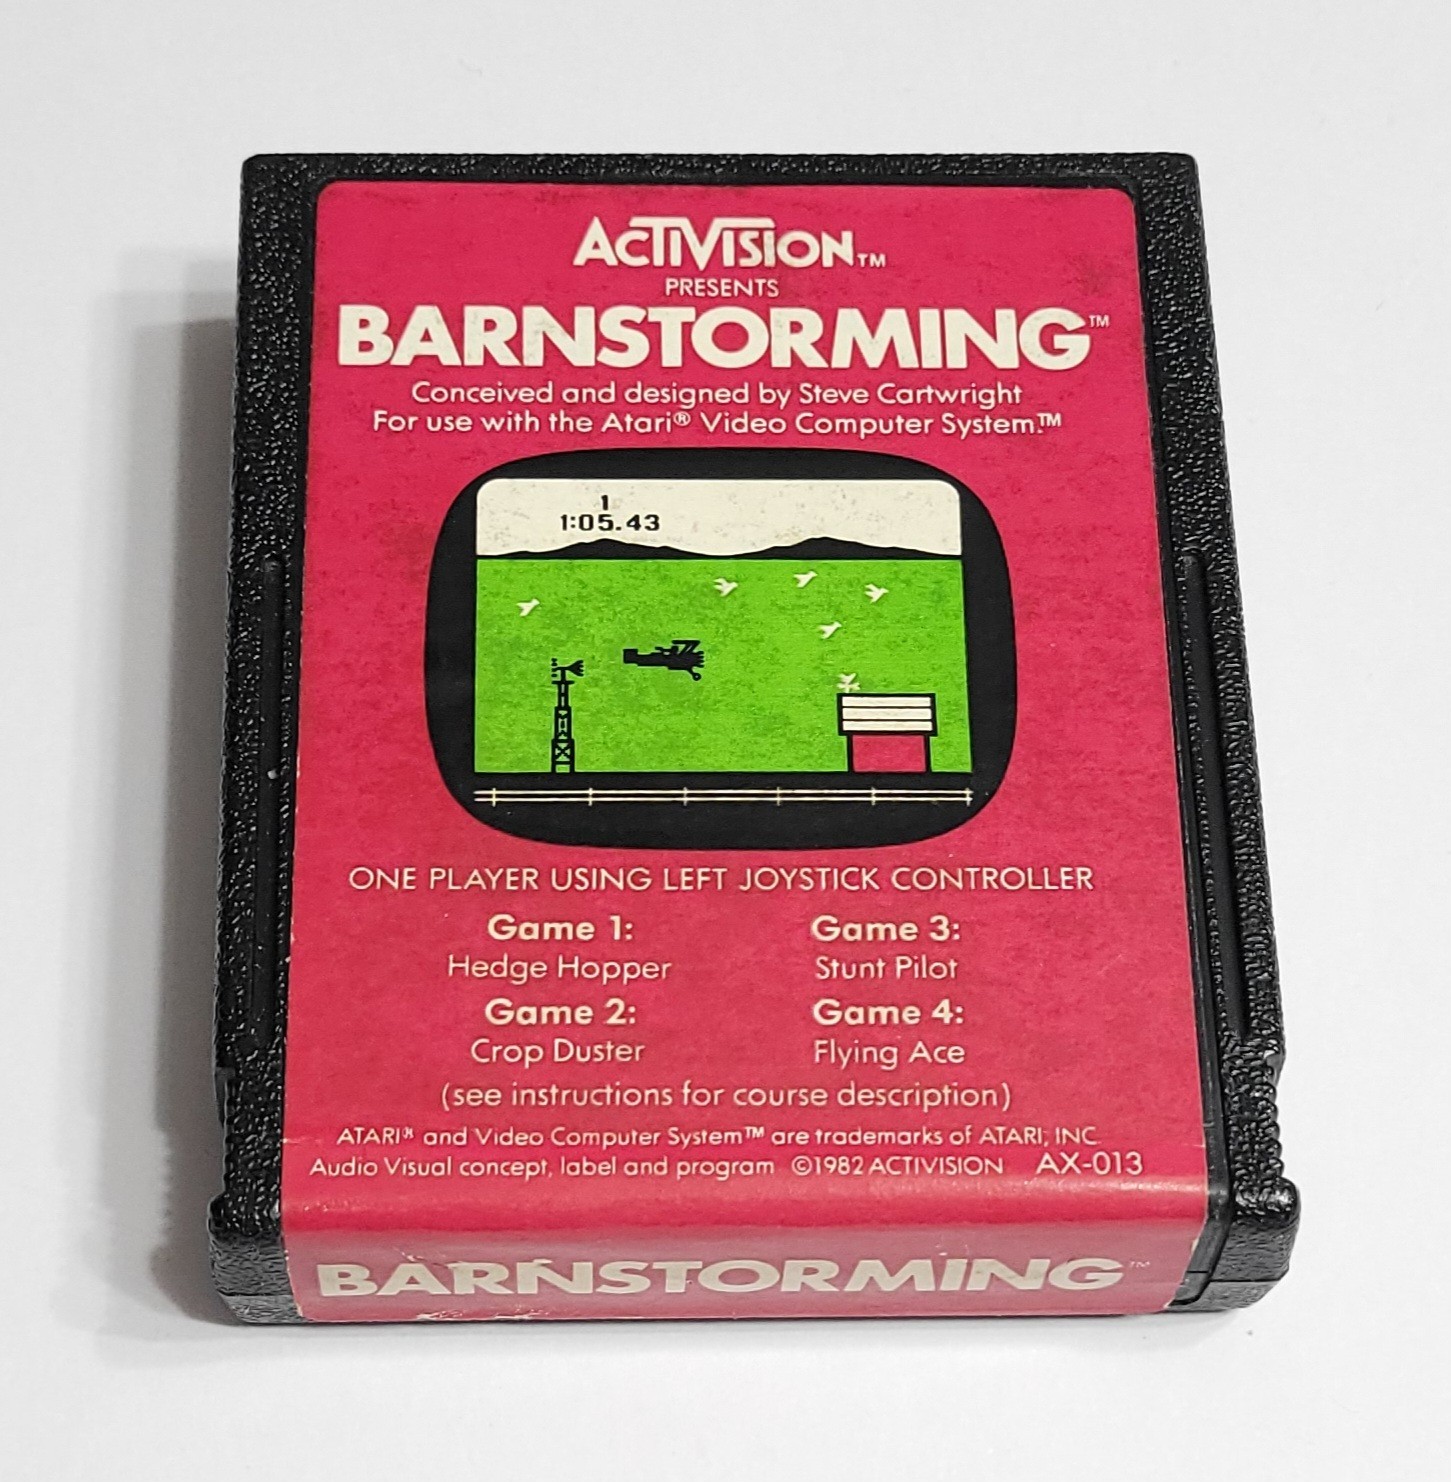 ACTIVISION™
PRESENTS
BARNSTORMING™
Conceived and designed by Steve Cartwright
For use with the Atari® Video Computer System.™
1
1:05.43
ONE PLAYER USING LEFT JOYSTICK CONTROLLER
Game 1: Game 3:
Hedge Hopper Stunt Pilot
Game 2: Game 4:
Crop Duster Flying Ace
(see instructions for course description)
ATARI® and Video Computer System™ are trademarks of ATARI, INC.
Audio Visual concept, label and program ©1982 ACTIVISION AX-013
BARNSTORMING™